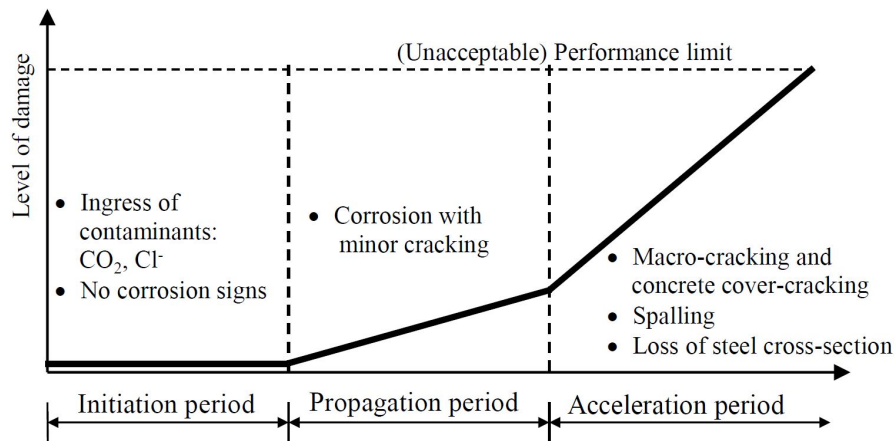 (Unacceptable) Performance limit
Level of damage
• Ingress of
contaminants:
CO₂, Cl⁻
• No corrosion signs
• Corrosion with
minor cracking
• Macro-cracking and
concrete cover-cracking
• Spalling
• Loss of steel cross-section
Initiation period
Propagation period
Acceleration period